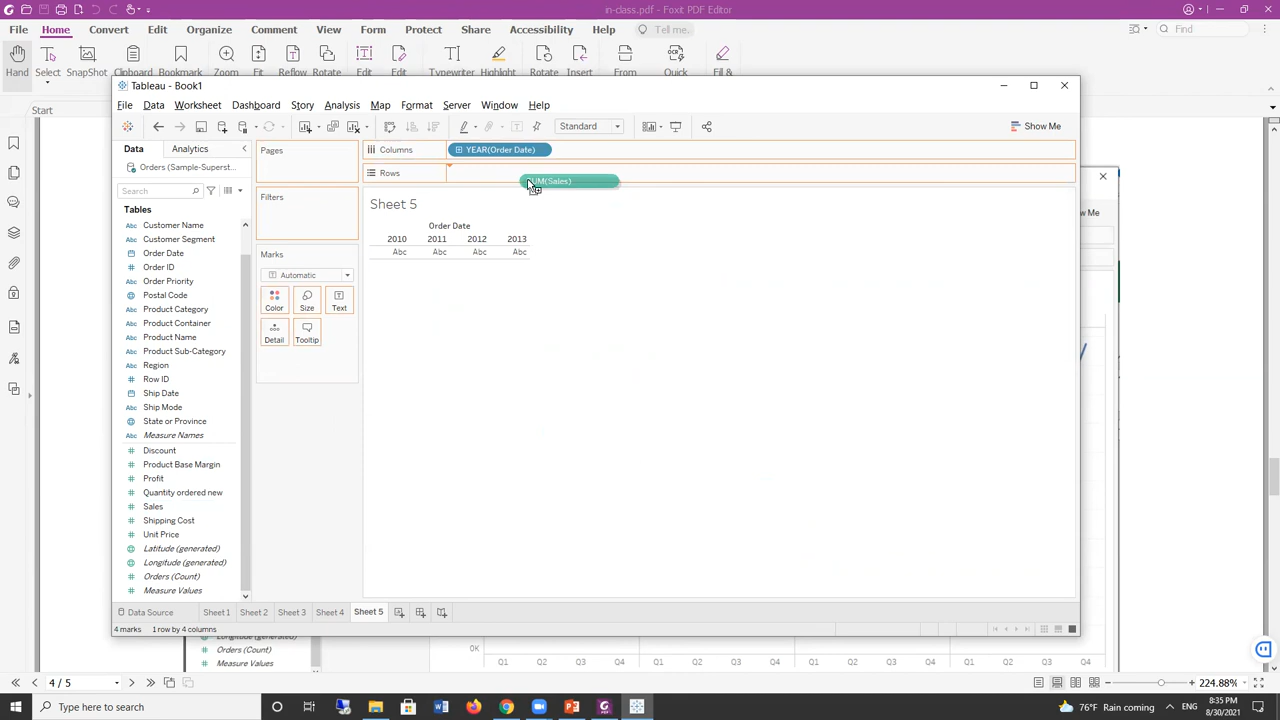 in-class.pdf - Foxit PDF Editor
File Home Convert Edit Organize Comment View Form Protect Share Accessibility Help Tell me. Find
Hand Select SnapShot Clipboard Bookmark Zoom Fit Reflow Rotate Edit Edit Typewriter Highlight Rotate Insert From Quick Fill &
Start
Tableau - Book1
File Data Worksheet Dashboard Story Analysis Map Format Server Window Help
Standard Show Me
Data Analytics Pages Columns YEAR(Order Date)
Orders (Sample-Superst... Rows
UM(Sales)
Search Filters
Sheet 5
Tables
Customer Name Order Date
Customer Segment 2010 2011 2012 2013
Order Date Marks Abc Abc Abc Abc
Order ID Automatic
Order Priority
Postal Code
Product Category Color Size Text
Product Container
Product Name
Product Sub-Category Detail Tooltip
Region
Row ID
Ship Date
Ship Mode
State or Province
Measure Names
Discount
Product Base Margin
Profit
Quantity ordered new
Sales
Shipping Cost
Unit Price
Latitude (generated)
Longitude (generated)
Orders (Count)
Measure Values
Data Source Sheet 1 Sheet 2 Sheet 3 Sheet 4 Sheet 5
4 marks 1 row by 4 columns
Me
Longitude (generated)
Orders (Count) 0K
Measure Values Q1 Q2 Q3 Q4 Q1 Q2 Q3 Q4 Q1 Q2 Q3 Q4 Q1 Q2 Q3 Q4
4 / 5 224.88%
Type here to search 76°F Rain coming 8:35 PM
8/30/2021